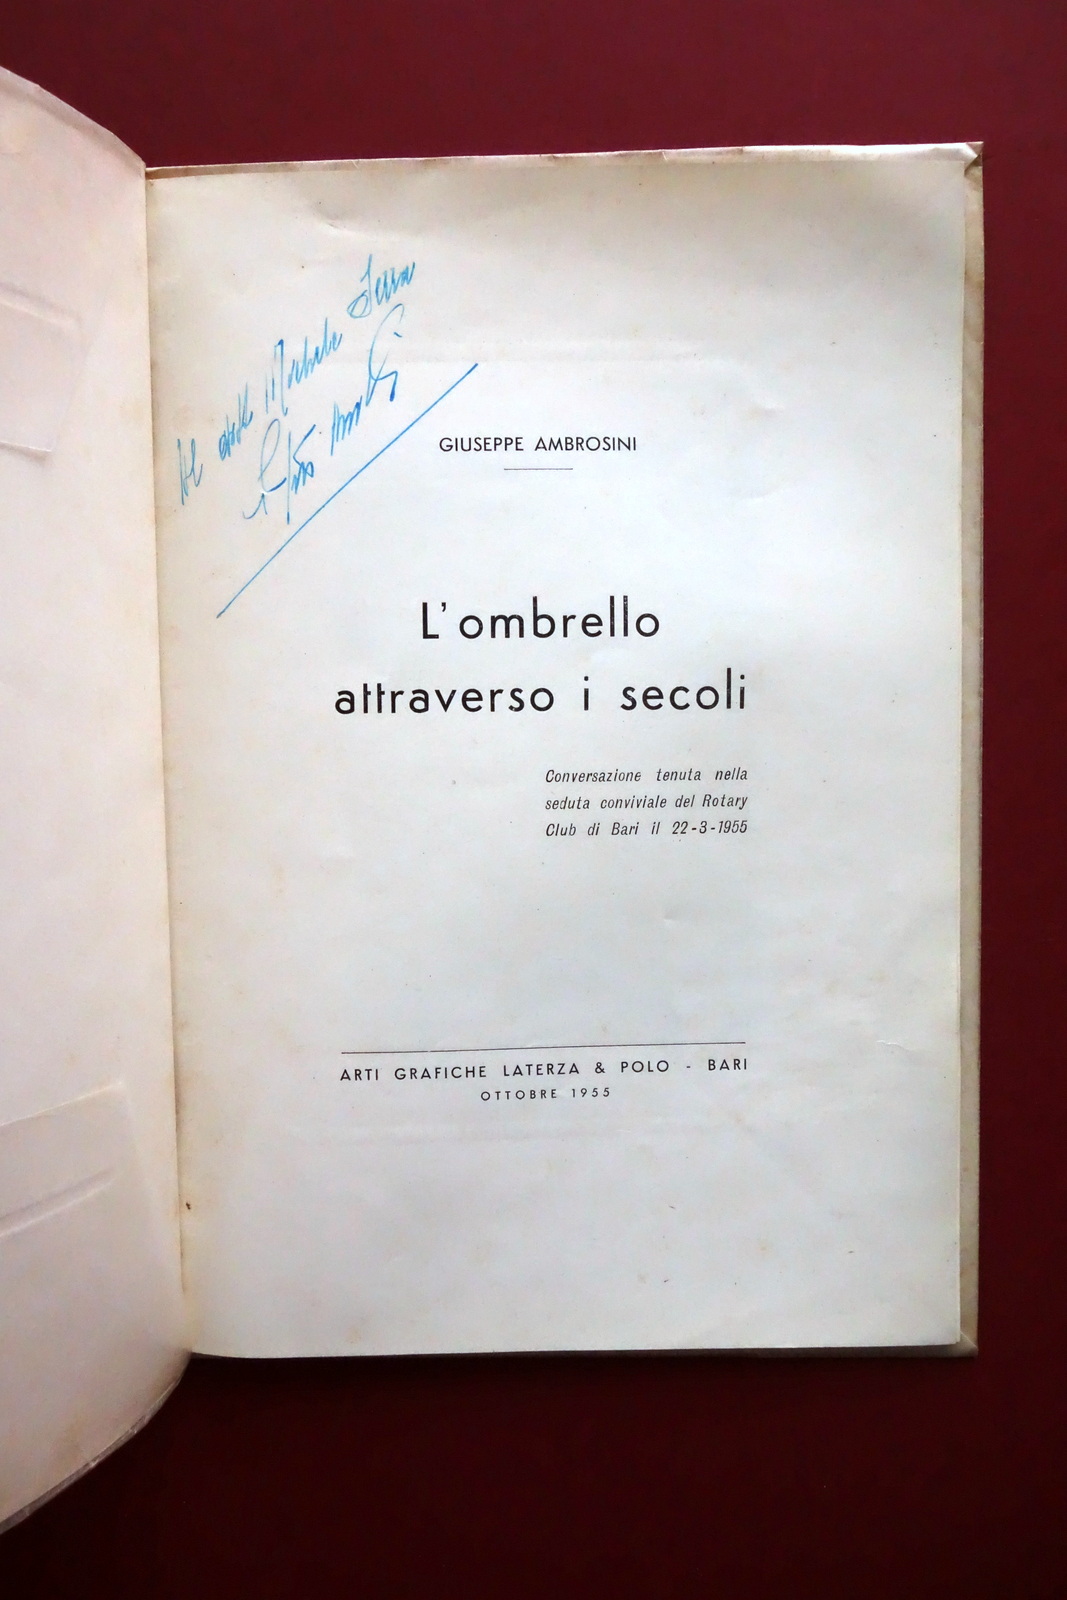 Al dott. Michele Serra
GIUSEPPE AMBROSINI
L'ombrello
attraverso i secoli
Conversazione tenuta nella
seduta conviviale del Rotary
Club di Bari il 22-3-1955
ARTI GRAFICHE LATERZA & POLO - BARI
OTTOBRE 1955